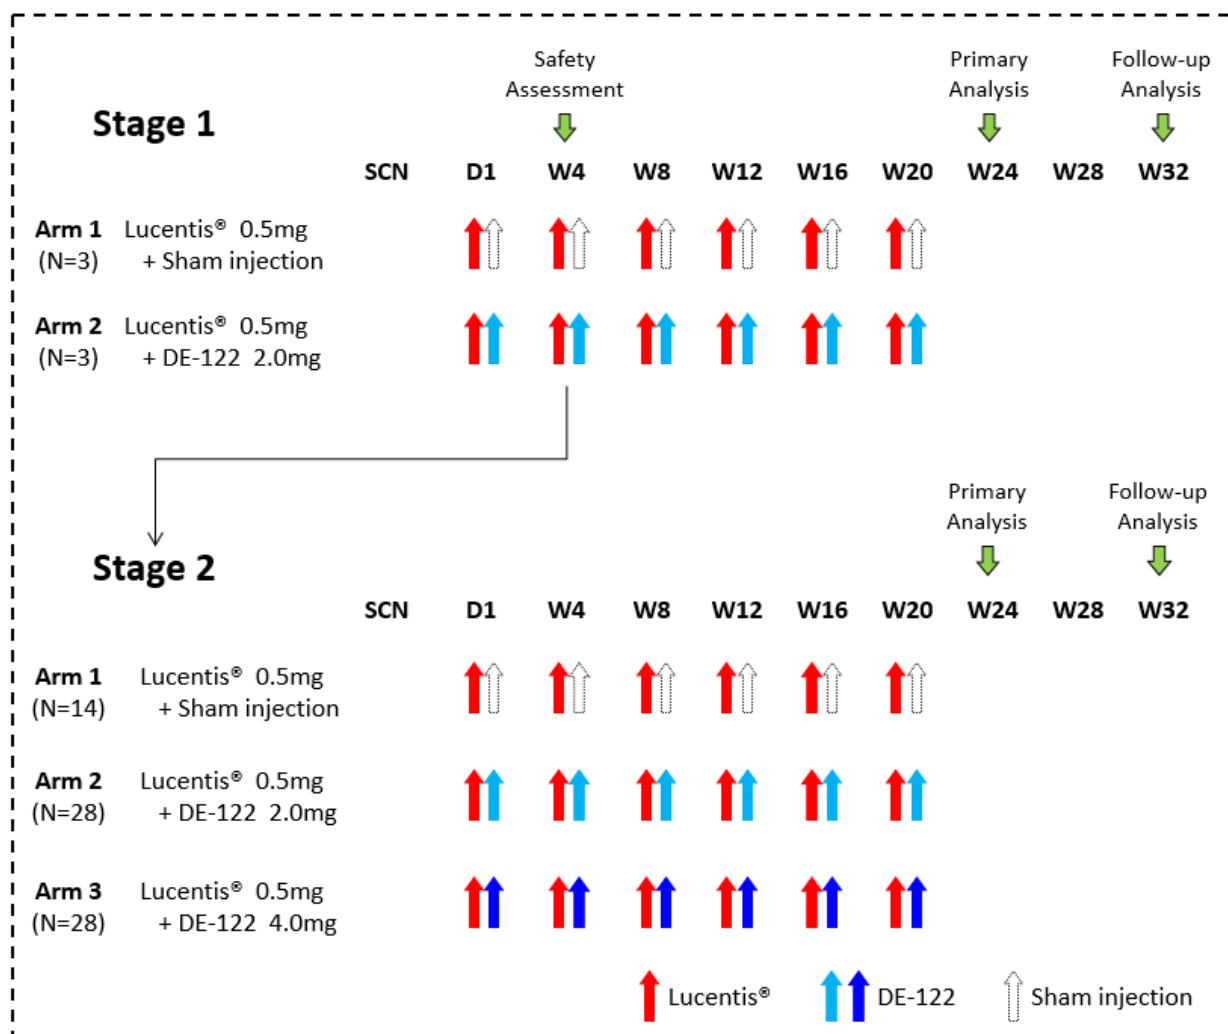 Safety
Assessment
Primary
Analysis
Follow-up
Analysis
Stage 1
SCN D1 W4 W8 W12 W16 W20 W24 W28 W32
Arm 1 Lucentis® 0.5mg
(N=3) + Sham injection
Arm 2 Lucentis® 0.5mg
(N=3) + DE-122 2.0mg
Primary
Analysis
Follow-up
Analysis
Stage 2
SCN D1 W4 W8 W12 W16 W20 W24 W28 W32
Arm 1 Lucentis® 0.5mg
(N=14) + Sham injection
Arm 2 Lucentis® 0.5mg
(N=28) + DE-122 2.0mg
Arm 3 Lucentis® 0.5mg
(N=28) + DE-122 4.0mg
Lucentis® DE-122 Sham injection